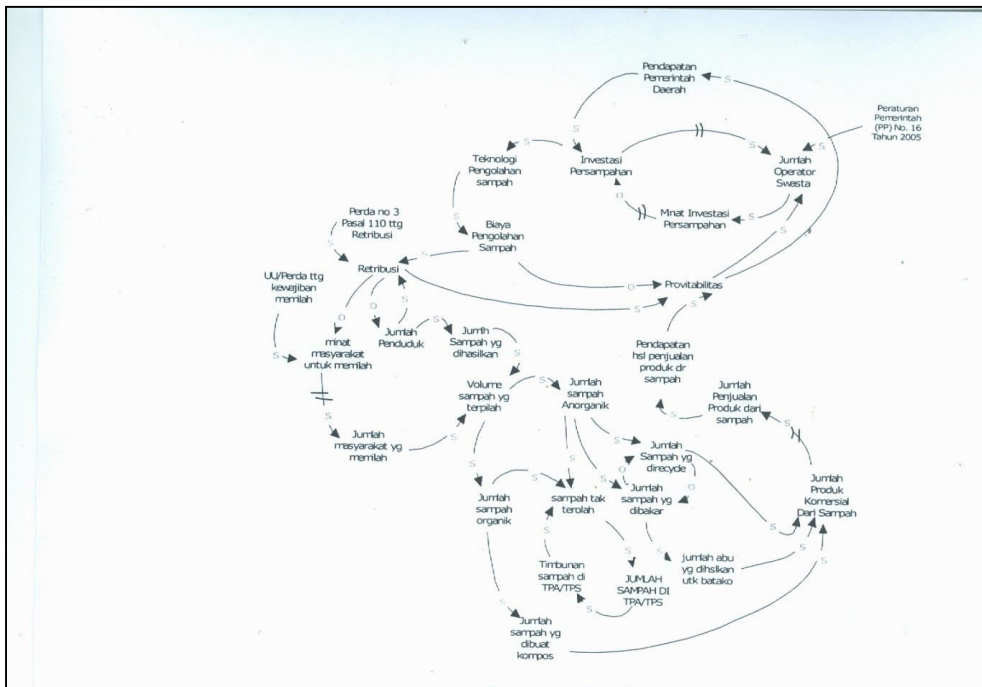 Pendapatan
Pemerintah
Daerah
S
S
Peraturan
Pemerintah
(PP) No. 16
Tahun 2005
S
S
Teknologi
Pengolahan
sampah
S
Investasi
Persampahan
Jumlah
Operator
Swasta
O
Minat Investasi
Persampahan
S
S
Perda no 3
Pasal 110 ttg
Retribusi
S
Biaya
Pengolahan
Sampah
S
S
Retribusi
UU/Perda ttg
kewajiban
memilah
O
Provitabilitas
S
O
O
S
Jumlah
Penduduk
S
Jumlh
Sampah yg
dihasilkan
S
S
minat
masyarakat
untuk memilah
S
Pendapatan
hsl penjualan
produk dr
sampah
Volume
sampah yg
terpilah
S
Jumlah
sampah
Anorganik
Jumlah
Penjualan
Produk dari
sampah
S
S
S
Jumlah
masyarakat yg
memilah
S
S
Jumlah
Sampah yg
direcycle
S
S
S
S
O
O
Jumlah
sampah yg
dibakar
Jumlah
sampah
organik
S
sampah tak
terolah
Jumlah
Produk
Komersial
Dari Sampah
S
S
S
S
S
Timbunan
sampah di
TPA/TPS
JUMLAH
SAMPAH DI
TPA/TPS
jumlah abu
yg dihslkan
utk batako
S
S
S
Jumlah
sampah yg
dibuat
kompos